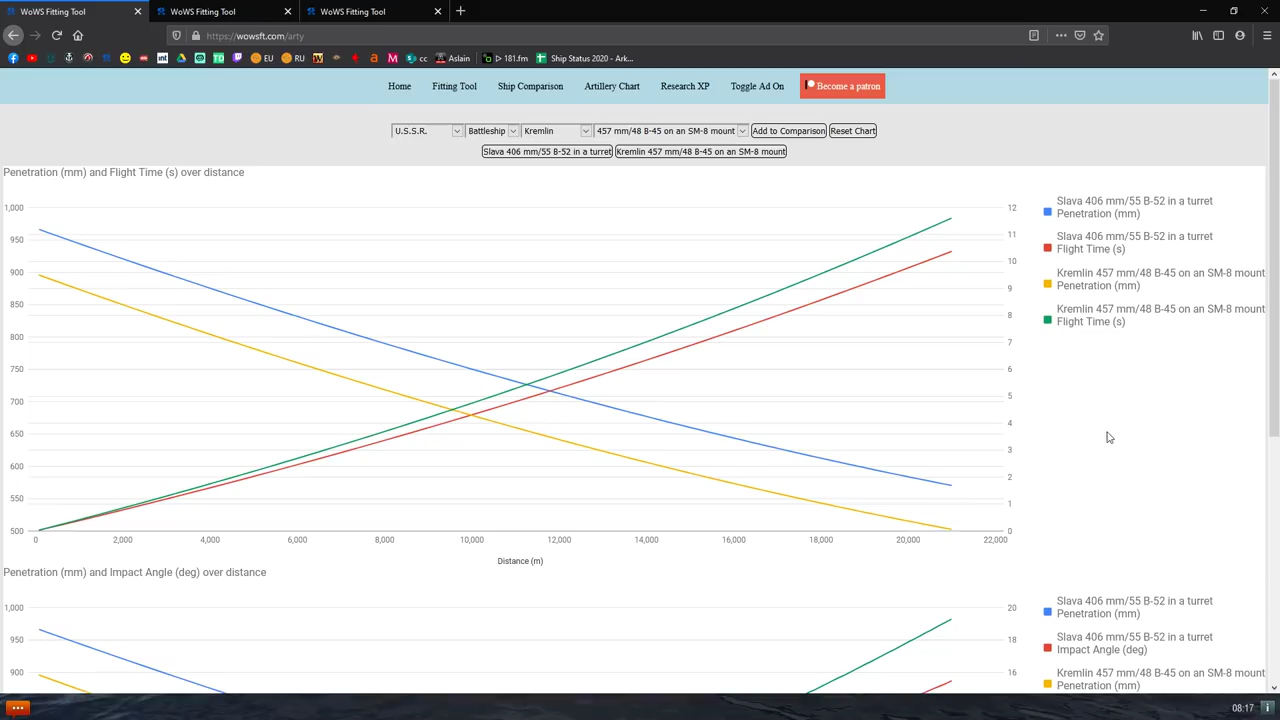 WoWS Fitting Tool
WoWS Fitting Tool
WoWS Fitting Tool
https://wowsft.com/arty
EU
RU
cc
Aslain
181.fm
Ship Status 2020 - Ark...
Home
Fitting Tool
Ship Comparison
Artillery Chart
Research XP
Toggle Ad On
Become a patron
U.S.S.R.
Battleship
Kremlin
457 mm/48 B-45 on an SM-8 mount
Add to Comparison
Reset Chart
Slava 406 mm/55 B-52 in a turret
Kremlin 457 mm/48 B-45 on an SM-8 mount
Penetration (mm) and Flight Time (s) over distance
1,000
950
900
850
800
750
700
650
600
550
500
12
11
10
9
8
7
6
5
4
3
2
1
0
0
2,000
4,000
6,000
8,000
10,000
12,000
14,000
16,000
18,000
20,000
22,000
Distance (m)
Slava 406 mm/55 B-52 in a turret
Penetration (mm)
Slava 406 mm/55 B-52 in a turret
Flight Time (s)
Kremlin 457 mm/48 B-45 on an SM-8 mount
Penetration (mm)
Kremlin 457 mm/48 B-45 on an SM-8 mount
Flight Time (s)
Penetration (mm) and Impact Angle (deg) over distance
1,000
950
900
20
18
16
Slava 406 mm/55 B-52 in a turret
Penetration (mm)
Slava 406 mm/55 B-52 in a turret
Impact Angle (deg)
Kremlin 457 mm/48 B-45 on an SM-8 mount
Penetration (mm)
08:17